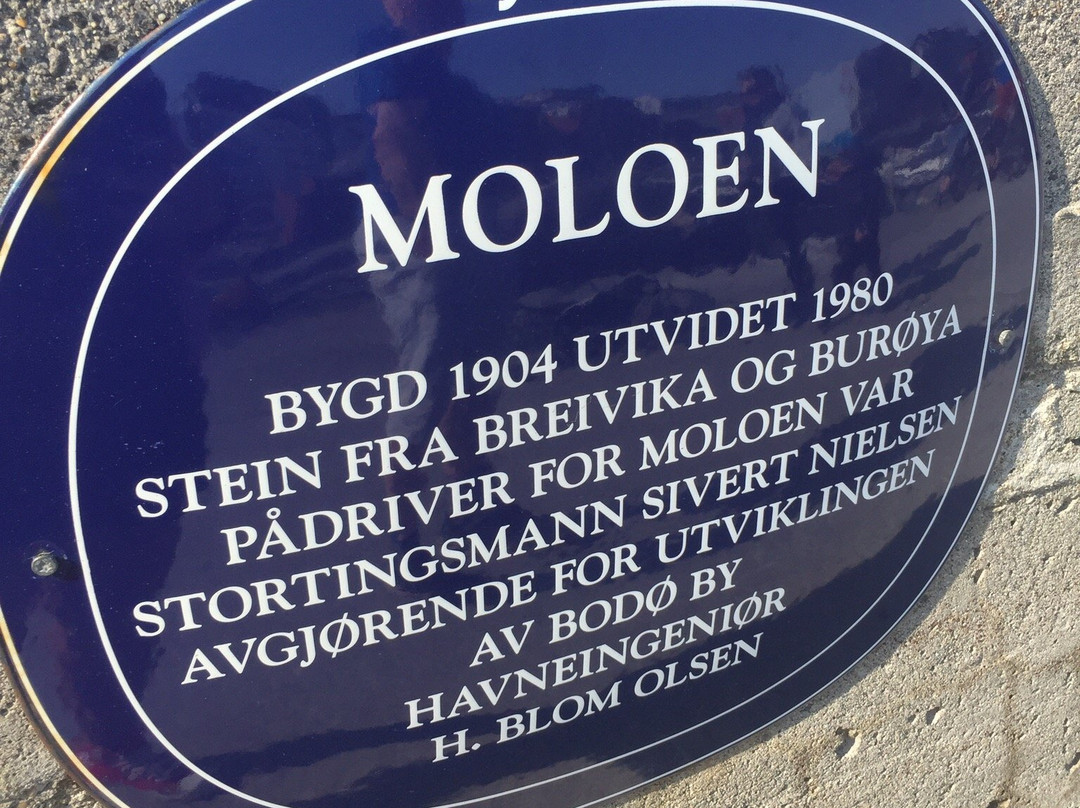 MOLOEN
BYGD 1904 UTVIDET 1980
STEIN FRA BREIVIKA OG BURØYA
PÅDRIVER FOR MOLOEN VAR
STORTINGSMANN SIVERT NIELSEN
AVGJØRENDE FOR UTVIKLINGEN
AV BODØ BY
HAVNEINGENIØR
H. BLOM OLSEN